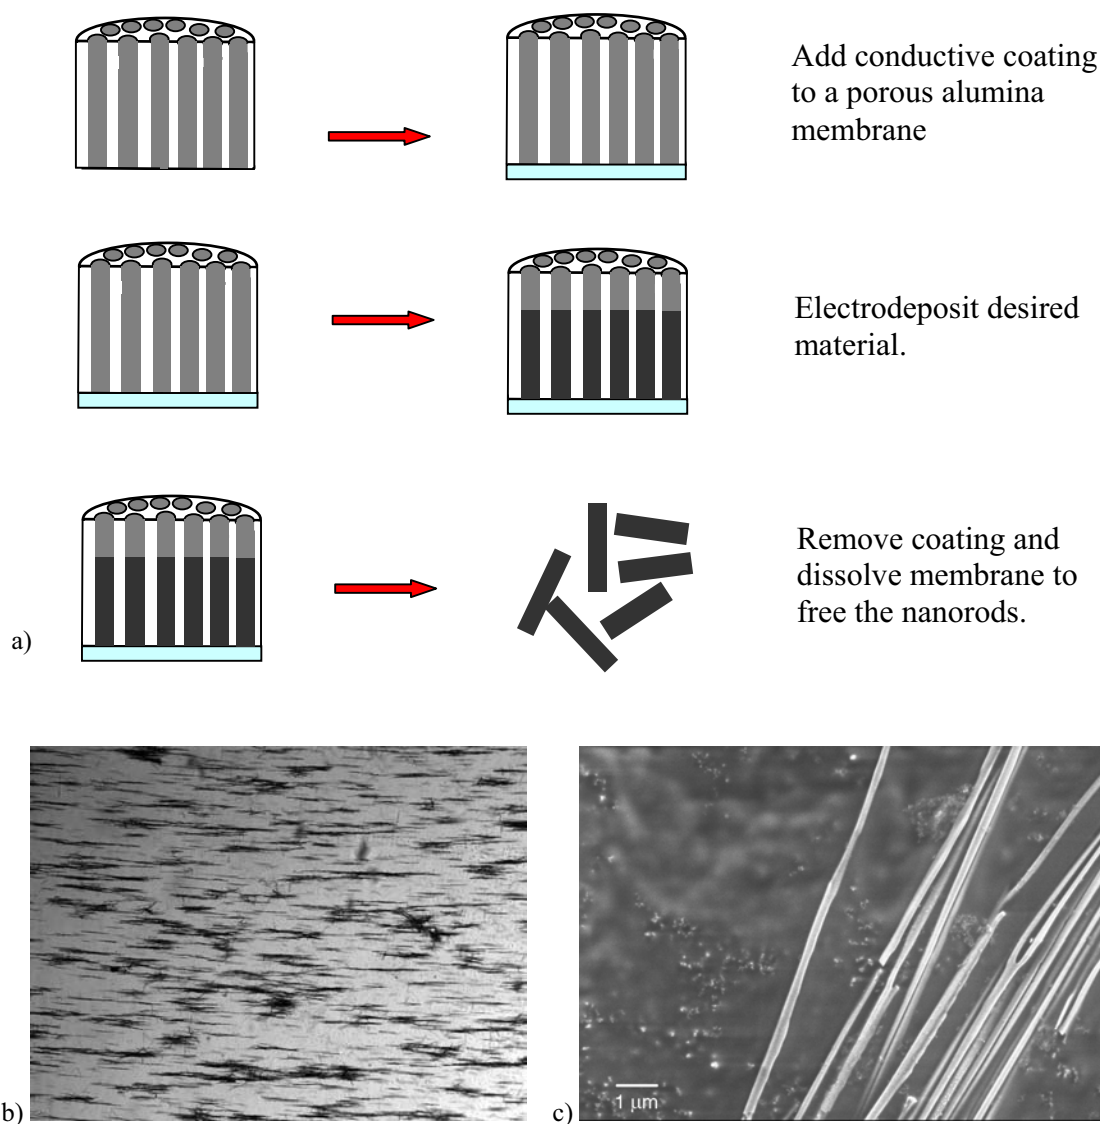 Add conductive coating
to a porous alumina
membrane
Electrodeposit desired
material.
Remove coating and
dissolve membrane to
free the nanorods.
a)
b)
c)
1 μm